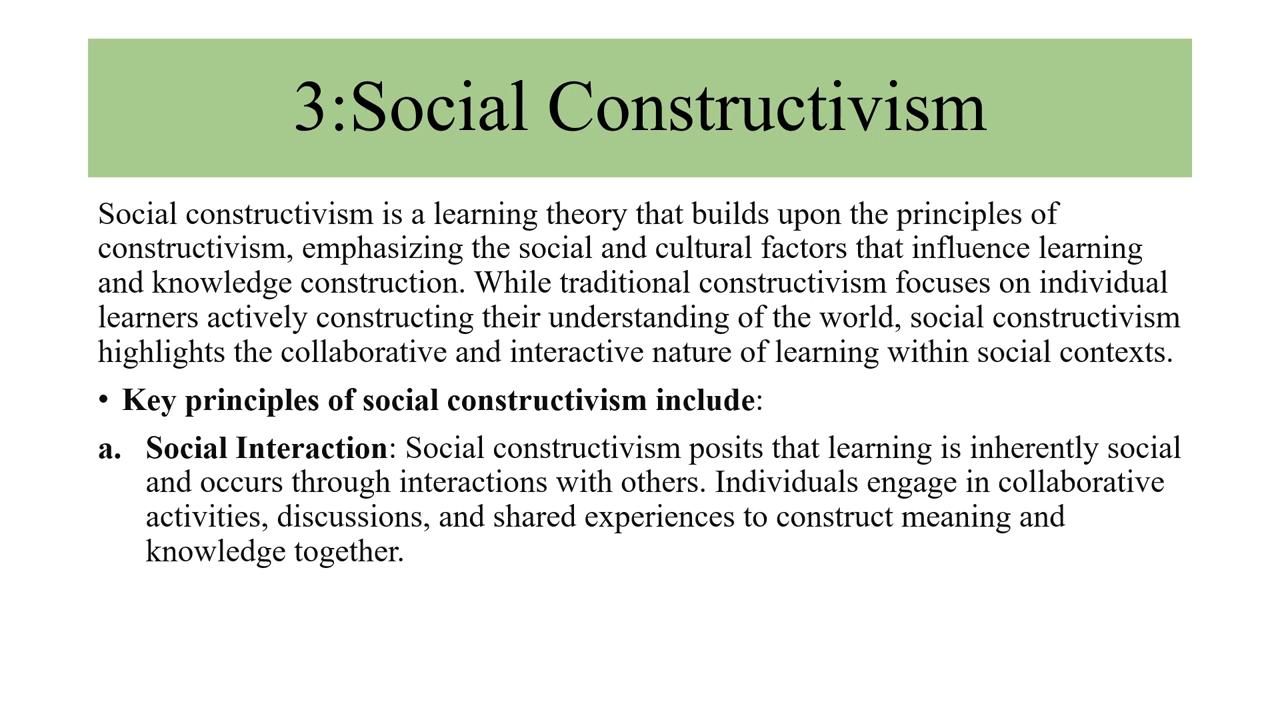 3:Social Constructivism
Social constructivism is a learning theory that builds upon the principles of
constructivism, emphasizing the social and cultural factors that influence learning
and knowledge construction. While traditional constructivism focuses on individual
learners actively constructing their understanding of the world, social constructivism
highlights the collaborative and interactive nature of learning within social contexts.
• Key principles of social constructivism include:
a. Social Interaction: Social constructivism posits that learning is inherently social
and occurs through interactions with others. Individuals engage in collaborative
activities, discussions, and shared experiences to construct meaning and
knowledge together.